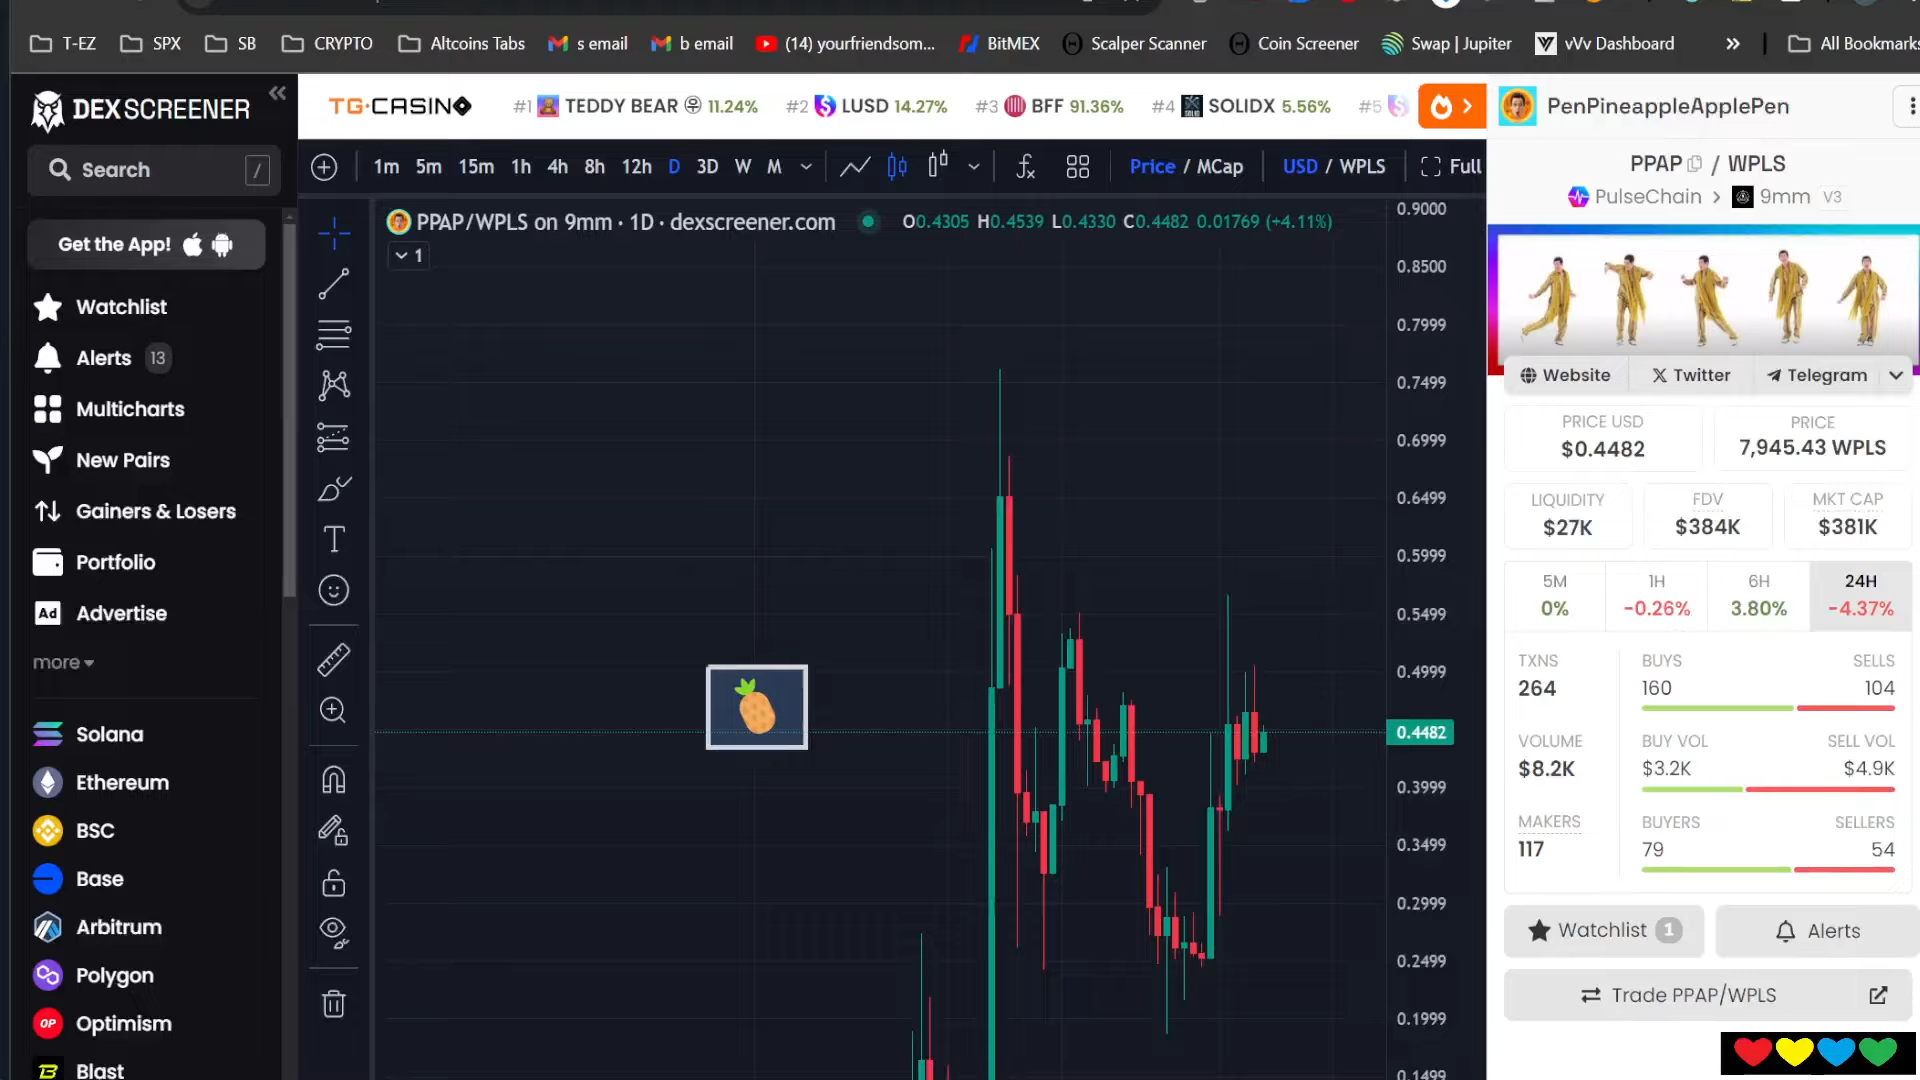 T-EZ SPX SB CRYPTO Altcoins Tabs s email b email (14) yourfriendsom... BitMEX Scalper Scanner Coin Screener Swap | Jupiter vVv Dashboard » All Bookmarks
DEXSCREENER
Search /
Get the App!
Watchlist
Alerts 13
Multicharts
New Pairs
Gainers & Losers
Portfolio
Ad Advertise
more
Solana
Ethereum
BSC
Base
Arbitrum
Polygon
OP Optimism
Blast
TG.CASINO #1 TEDDY BEAR 11.24% #2 LUSD 14.27% #3 BFF 91.36% #4 SOLIDX 5.56% #5
1m 5m 15m 1h 4h 8h 12h D 3D W M Price / MCap USD / WPLS Full
PPAP/WPLS on 9mm · 1D · dexscreener.com O0.4305 H0.4539 L0.4330 C0.4482 0.01769 (+4.11%)
1
0.9000
0.8500
0.7999
0.7499
0.6999
0.6499
0.5999
0.5499
0.4999
0.4482
0.3999
0.3499
0.2999
0.2499
0.1999
0.1499
PenPineappleApplePen
PPAP / WPLS
PulseChain > 9mm V3
Website Twitter Telegram
PRICE USD PRICE
$0.4482 7,945.43 WPLS
LIQUIDITY FDV MKT CAP
$27K $384K $381K
5M 1H 6H 24H
0% -0.26% 3.80% -4.37%
TXNS BUYS SELLS
264 160 104
VOLUME BUY VOL SELL VOL
$8.2K $3.2K $4.9K
MAKERS BUYERS SELLERS
117 79 54
Watchlist 1 Alerts
Trade PPAP/WPLS